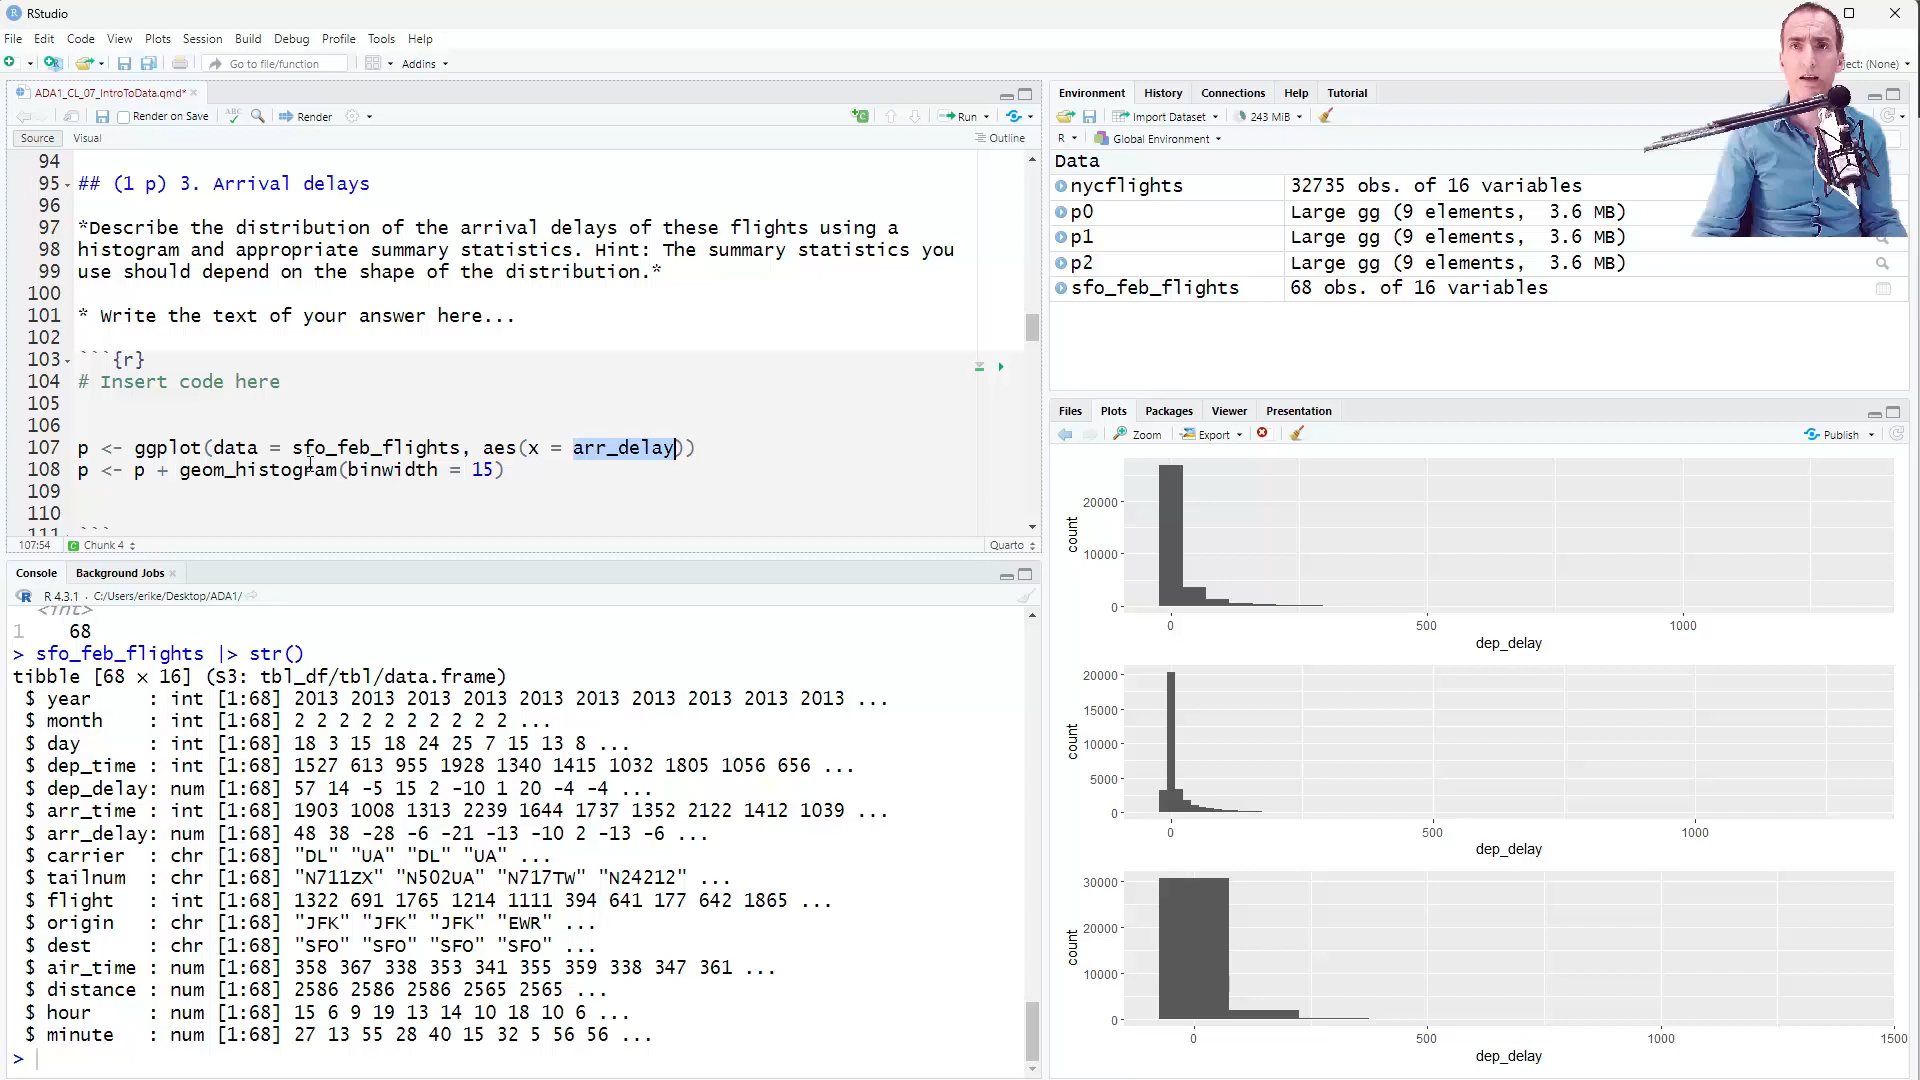 RStudio
File Edit Code View Plots Session Build Debug Profile Tools Help
Go to file/function Addins
ect: (None)
ADA1_CL_07_IntroToData.qmd*
Render on Save ABC Render Run
Source Visual Outline
94
95 ## (1 p) 3. Arrival delays
96
97 *Describe the distribution of the arrival delays of these flights using a
98 histogram and appropriate summary statistics. Hint: The summary statistics you
99 use should depend on the shape of the distribution.*
100
101 * Write the text of your answer here...
102
103 ```{r}
104 # Insert code here
105
106
107 p <- ggplot(data = sfo_feb_flights, aes(x = arr_delay))
108 p <- p + geom_histogram(binwidth = 15)
109
110
111 ```
107:54 Chunk 4 Quarto
Console Background Jobs
R 4.3.1 · C:/Users/erike/Desktop/ADA1/
<int>
1 68
> sfo_feb_flights |> str()
tibble [68 × 16] (S3: tbl_df/tbl/data.frame)
$ year : int [1:68] 2013 2013 2013 2013 2013 2013 2013 2013 2013 2013 ...
$ month : int [1:68] 2 2 2 2 2 2 2 2 2 2 ...
$ day : int [1:68] 18 3 15 18 24 25 7 15 13 8 ...
$ dep_time : int [1:68] 1527 613 955 1928 1340 1415 1032 1805 1056 656 ...
$ dep_delay: num [1:68] 57 14 -5 15 2 -10 1 20 -4 -4 ...
$ arr_time : int [1:68] 1903 1008 1313 2239 1644 1737 1352 2122 1412 1039 ...
$ arr_delay: num [1:68] 48 38 -28 -6 -21 -13 -10 2 -13 -6 ...
$ carrier : chr [1:68] "DL" "UA" "DL" "UA" ...
$ tailnum : chr [1:68] "N711ZX" "N502UA" "N717TW" "N24212" ...
$ flight : int [1:68] 1322 691 1765 1214 1111 394 641 177 642 1865 ...
$ origin : chr [1:68] "JFK" "JFK" "JFK" "EWR" ...
$ dest : chr [1:68] "SFO" "SFO" "SFO" "SFO" ...
$ air_time : num [1:68] 358 367 338 353 341 355 359 338 347 361 ...
$ distance : num [1:68] 2586 2586 2586 2565 2565 ...
$ hour : num [1:68] 15 6 9 19 13 14 10 18 10 6 ...
$ minute : num [1:68] 27 13 55 28 40 15 32 5 56 56 ...
>
Environment History Connections Help Tutorial
Import Dataset 243 MiB
R Global Environment
Data
nycflights 32735 obs. of 16 variables
p0 Large gg (9 elements, 3.6 MB)
p1 Large gg (9 elements, 3.6 MB)
p2 Large gg (9 elements, 3.6 MB)
sfo_feb_flights 68 obs. of 16 variables
Files Plots Packages Viewer Presentation
Zoom Export Publish
count
20000
10000
0
0 500 1000
dep_delay
count
20000
15000
10000
5000
0
0 500 1000
dep_delay
count
30000
20000
10000
0
0 500 1000 1500
dep_delay